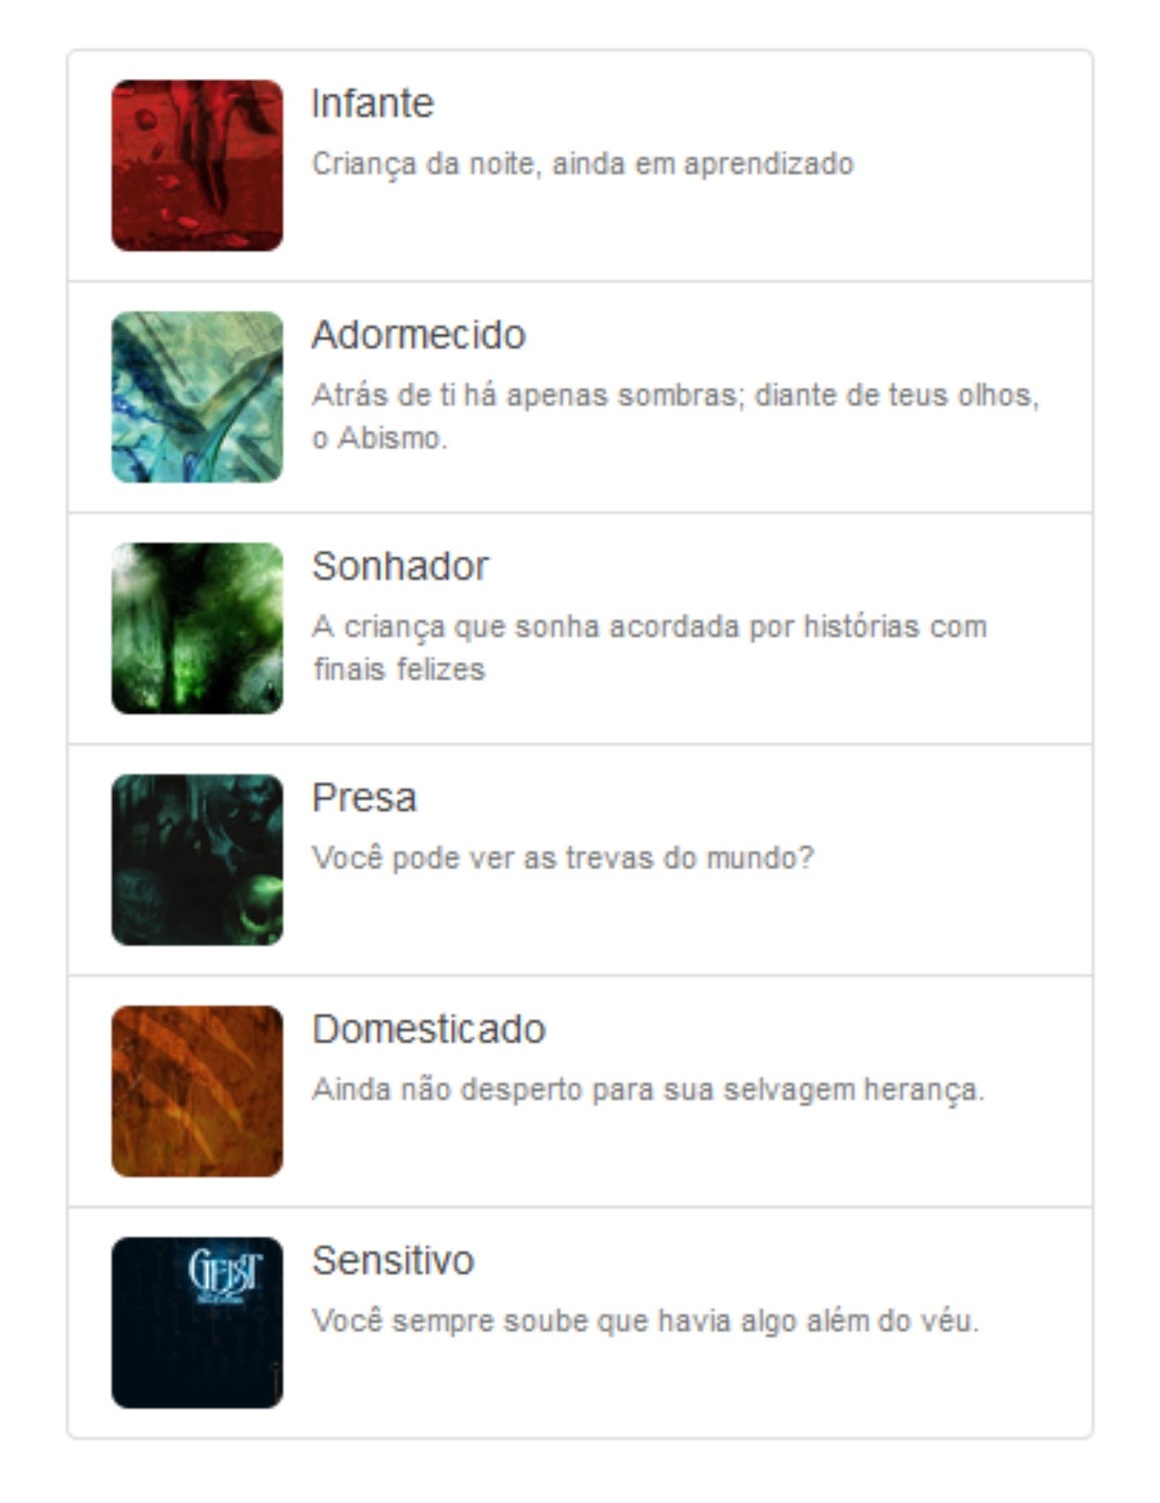 Infante
Criança da noite, ainda em aprendizado
Adormecido
Atrás de ti há apenas sombras; diante de teus olhos,
o Abismo.
Sonhador
A criança que sonha acordada por histórias com
finais felizes
Presa
Você pode ver as trevas do mundo?
Domesticado
Ainda não desperto para sua selvagem herança.
GEIST
Sensitivo
Você sempre soube que havia algo além do véu.